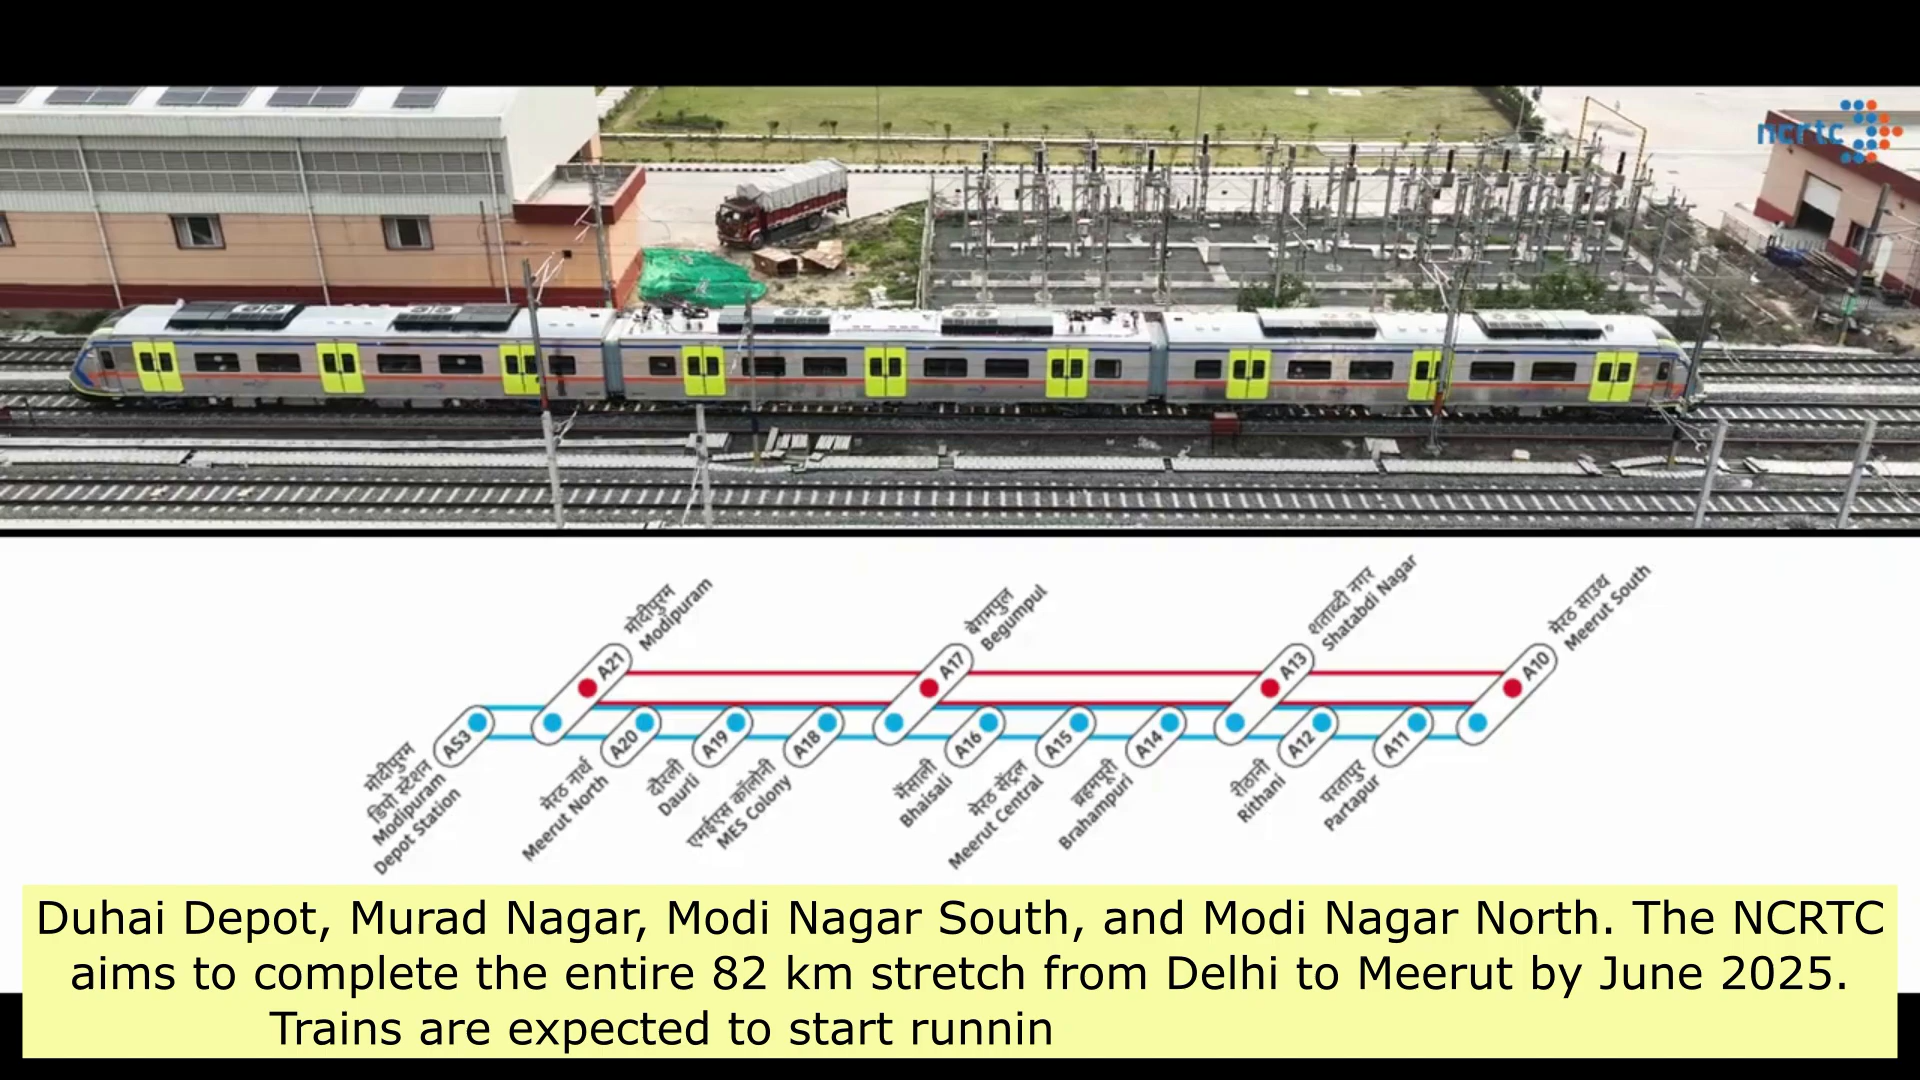 ncrtc
मोदीपुरम
Modipuram
A21
बेगमपुल
Begumpul
A17
शताब्दी नगर
Shatabdi Nagar
A13
मेरठ साउथ
Meerut South
A10
AS3
मोदीपुरम
डिपो स्टेशन
Modipuram
Depot Station
A20
मेरठ नार्थ
Meerut North
A19
दौरली
Daurli
A18
एमईएस कॉलोनी
MES Colony
A16
भैंसाली
Bhaisali
A15
मेरठ सेंट्रल
Meerut Central
A14
ब्रहमपुरी
Brahampuri
A12
रीठानी
Rithani
A11
परतापुर
Partapur
Duhai Depot, Murad Nagar, Modi Nagar South, and Modi Nagar North. The NCRTC
aims to complete the entire 82 km stretch from Delhi to Meerut by June 2025.
Trains are expected to start runnin